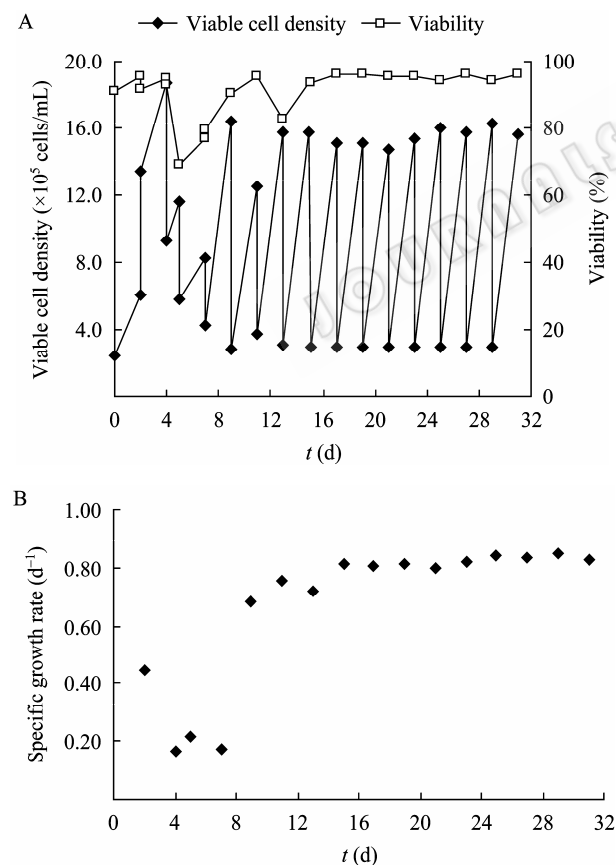 A
Viable cell density
Viability
Viable cell density (×10⁵ cells/mL)
20.0
16.0
12.0
8.0
4.0
Viability (%)
100
80
60
40
20
0
0 4 8 12 16 20 24 28 32
t (d)
JOURNALS
B
Specific growth rate (d⁻¹)
1.00
0.80
0.60
0.40
0.20
0 4 8 12 16 20 24 28 32
t (d)